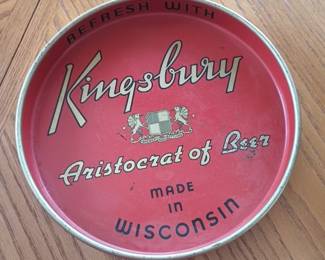 REFRESH WITH
Kingsbury
Aristocrat of Beer
MADE
IN
WISCONSIN